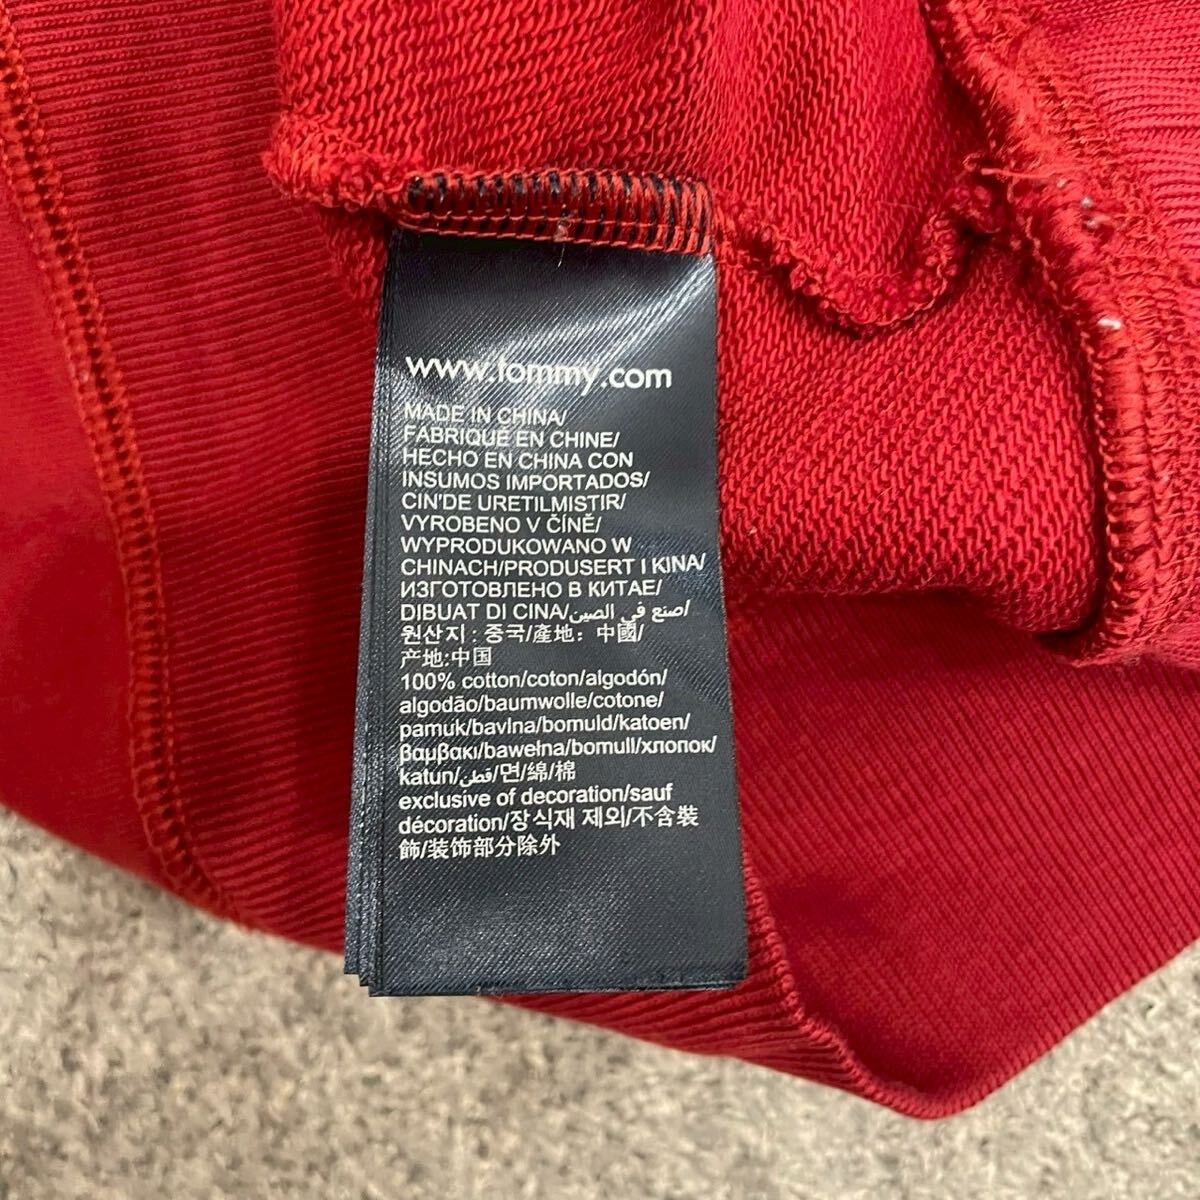 www.tommy.com
MADE IN CHINA/
FABRIQUÉ EN CHINE/
HECHO EN CHINA CON
INSUMOS IMPORTADOS/
CIN'DE URETILMISTIR/
VYROBENO V ČÍNĚ/
WYPRODUKOWANO W
CHINACH/PRODUSERT I KINA/
ИЗГОТОВЛЕНО В КИТАЕ/
DIBUAT DI CINA/صنع في الصين/
원산지 : 중국/產地：中國/
产地:中国
100% cotton/coton/algodón/
algodão/baumwolle/cotone/
pamuk/bavlna/bomuld/katoen/
βαμβακι/bawełna/bomull/хлопок/
katun/قطن/면/綿/棉
exclusive of decoration/sauf
décoration/장식재 제외/不含裝
飾/装饰部分除外